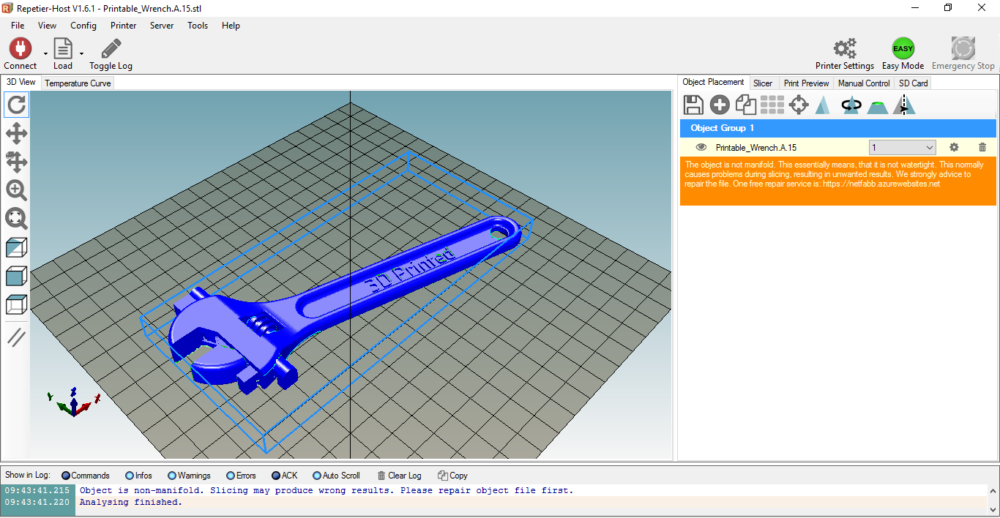 Repetier-Host V1.6.1 - Printable_Wrench.A.15.stl
File View Config Printer Server Tools Help
Connect Load Toggle Log Printer Settings EASY Easy Mode Emergency Stop
3D View Temperature Curve
Object Placement Slicer Print Preview Manual Control SD Card
Object Group 1
Printable_Wrench.A.15 1
The object is not manifold. This essentially means, that it is not watertight. This normally
causes problems during slicing, resulting in unwanted results. We strongly advice to
repair the file. One free repair service is: https://netfabb.azurewebsites.net
3D Printed
Y Z X
Show in Log: Commands Infos Warnings Errors ACK Auto Scroll Clear Log Copy
09:43:41.215 Object is non-manifold. Slicing may produce wrong results. Please repair object file first.
09:43:41.220 Analysing finished.